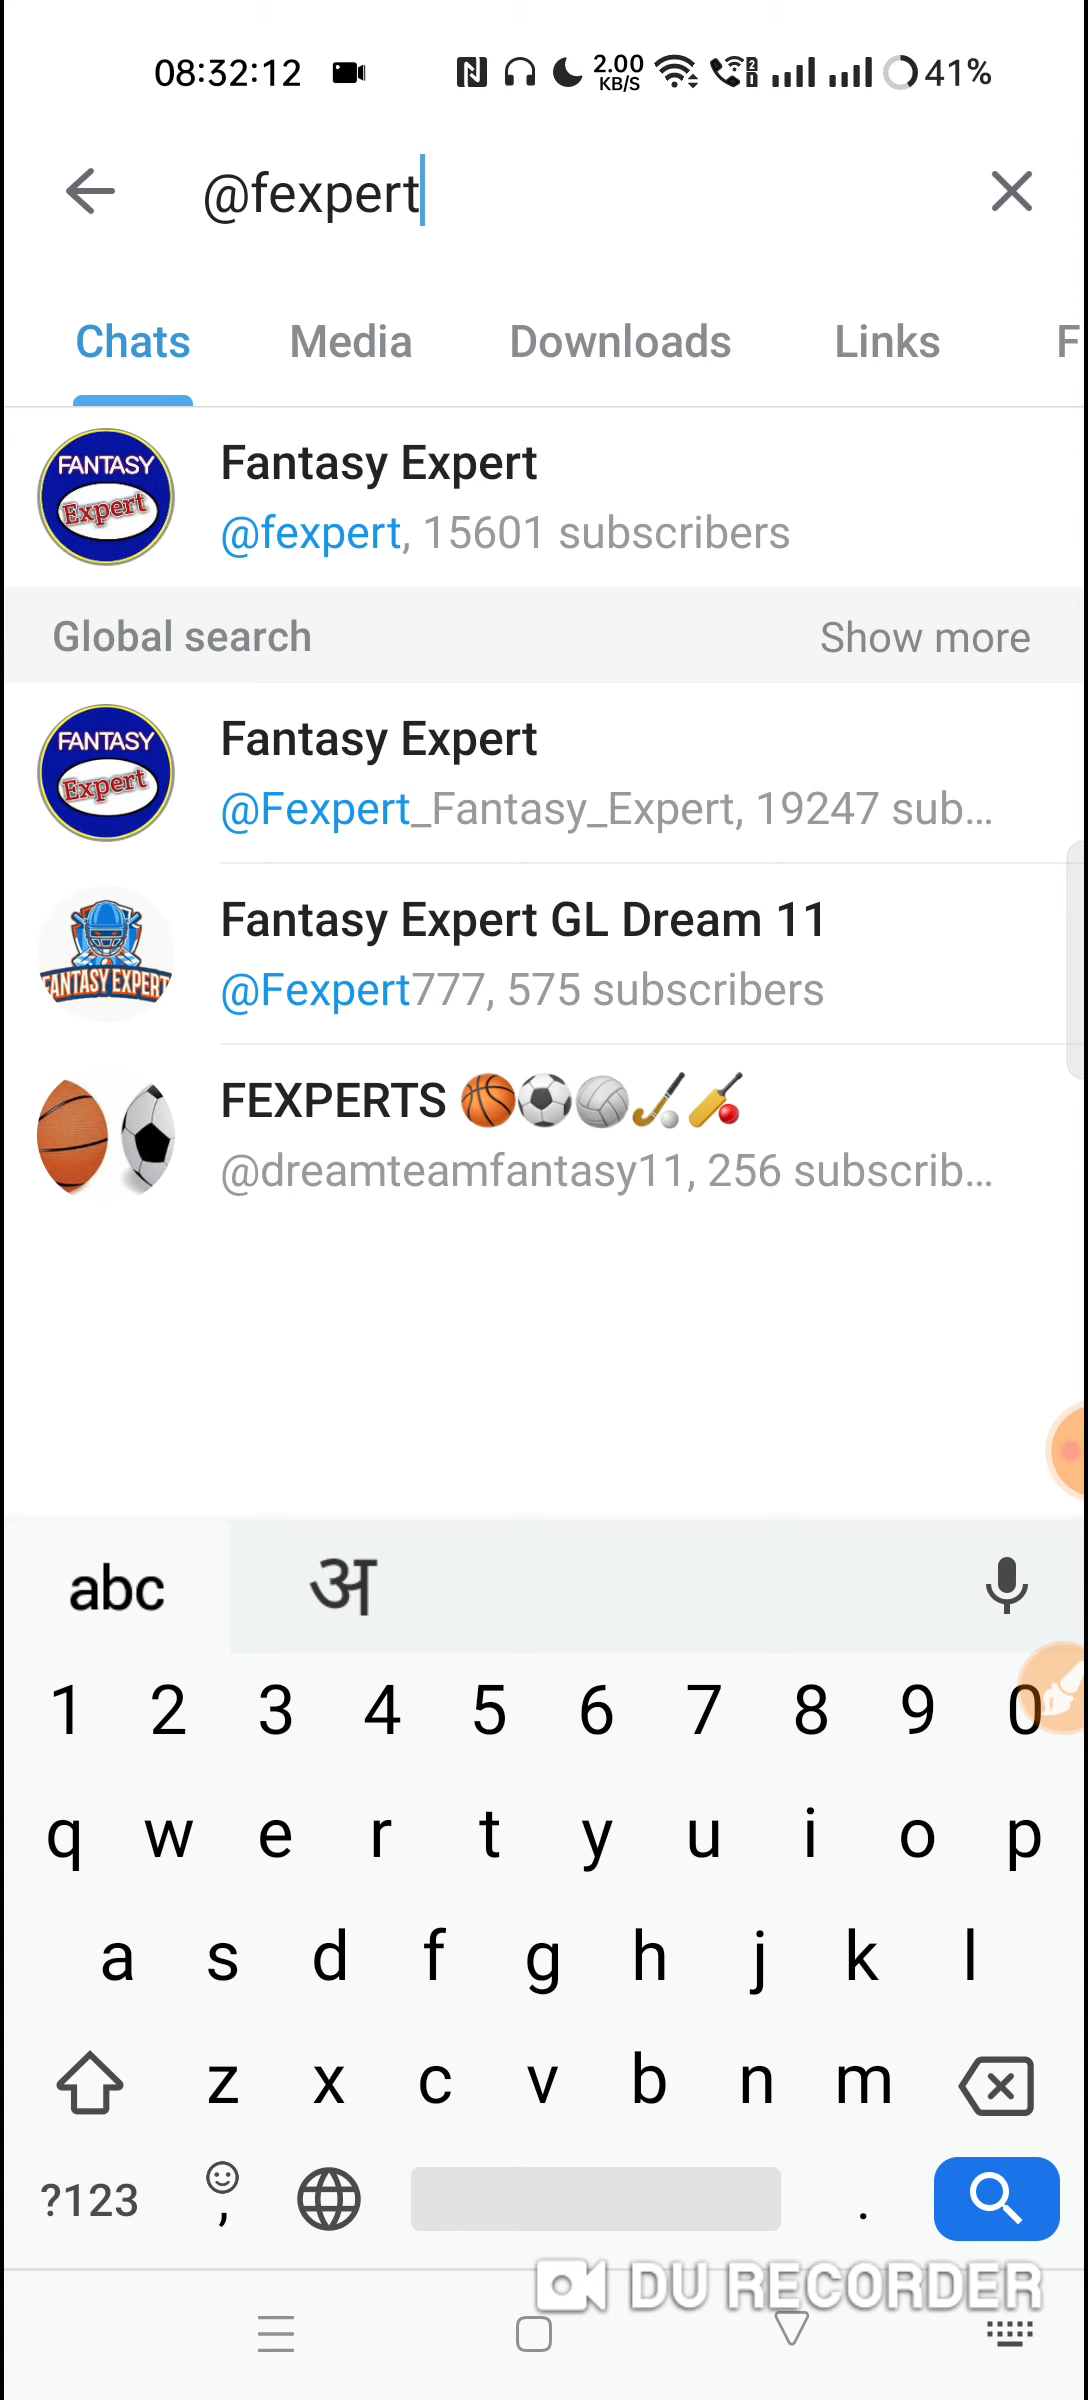 08:32:12 2.00 KB/S 2 1 41%
@fexpert
Chats Media Downloads Links F
FANTASY Expert
Fantasy Expert
@fexpert, 15601 subscribers
Global search Show more
FANTASY Expert
Fantasy Expert
@Fexpert_Fantasy_Expert, 19247 sub...
FANTASY EXPERT
Fantasy Expert GL Dream 11
@Fexpert777, 575 subscribers
FEXPERTS 🏀⚽🏐🏑🏏
@dreamteamfantasy11, 256 subscrib...
abc अ
1 2 3 4 5 6 7 8 9 0
q w e r t y u i o p
a s d f g h j k l
z x c v b n m
?123 , .
DU RECORDER